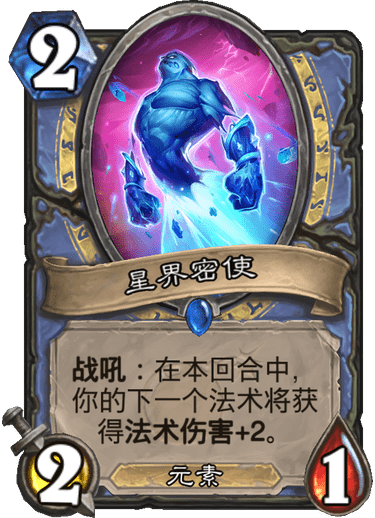 2
星界密使
战吼：在本回合中，
你的下一个法术将获
得法术伤害+2。
2
元素
1